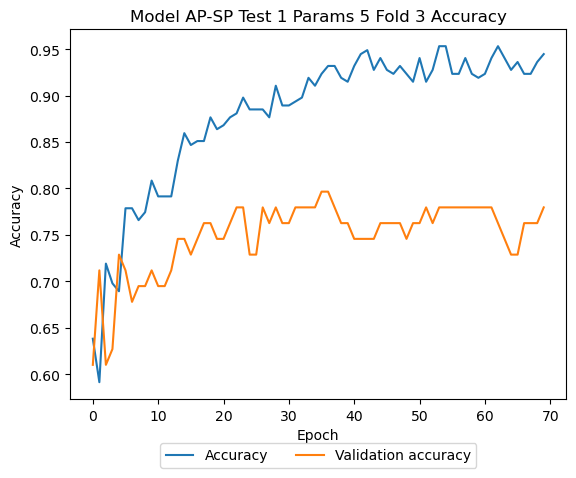 Model AP-SP Test 1 Params 5 Fold 3 Accuracy
Accuracy
0.95
0.90
0.85
0.80
0.75
0.70
0.65
0.60
0 10 20 30 40 50 60 70
Epoch
Accuracy Validation accuracy